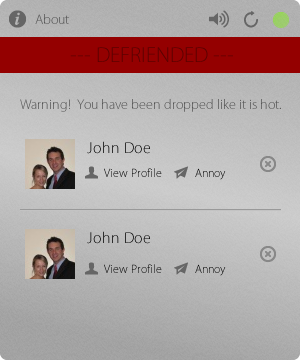 About
DEFRIENDED
Warning! You have been dropped like it is hot.
John Doe
View Profile Annoy
John Doe
View Profile Annoy